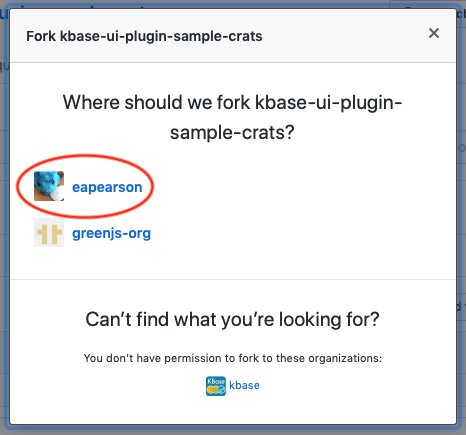 Fork kbase-ui-plugin-sample-crats
Where should we fork kbase-ui-plugin-
sample-crats?
eapearson
greenjs-org
Can’t find what you’re looking for?
You don’t have permission to fork to these organizations:
KBase
kbase